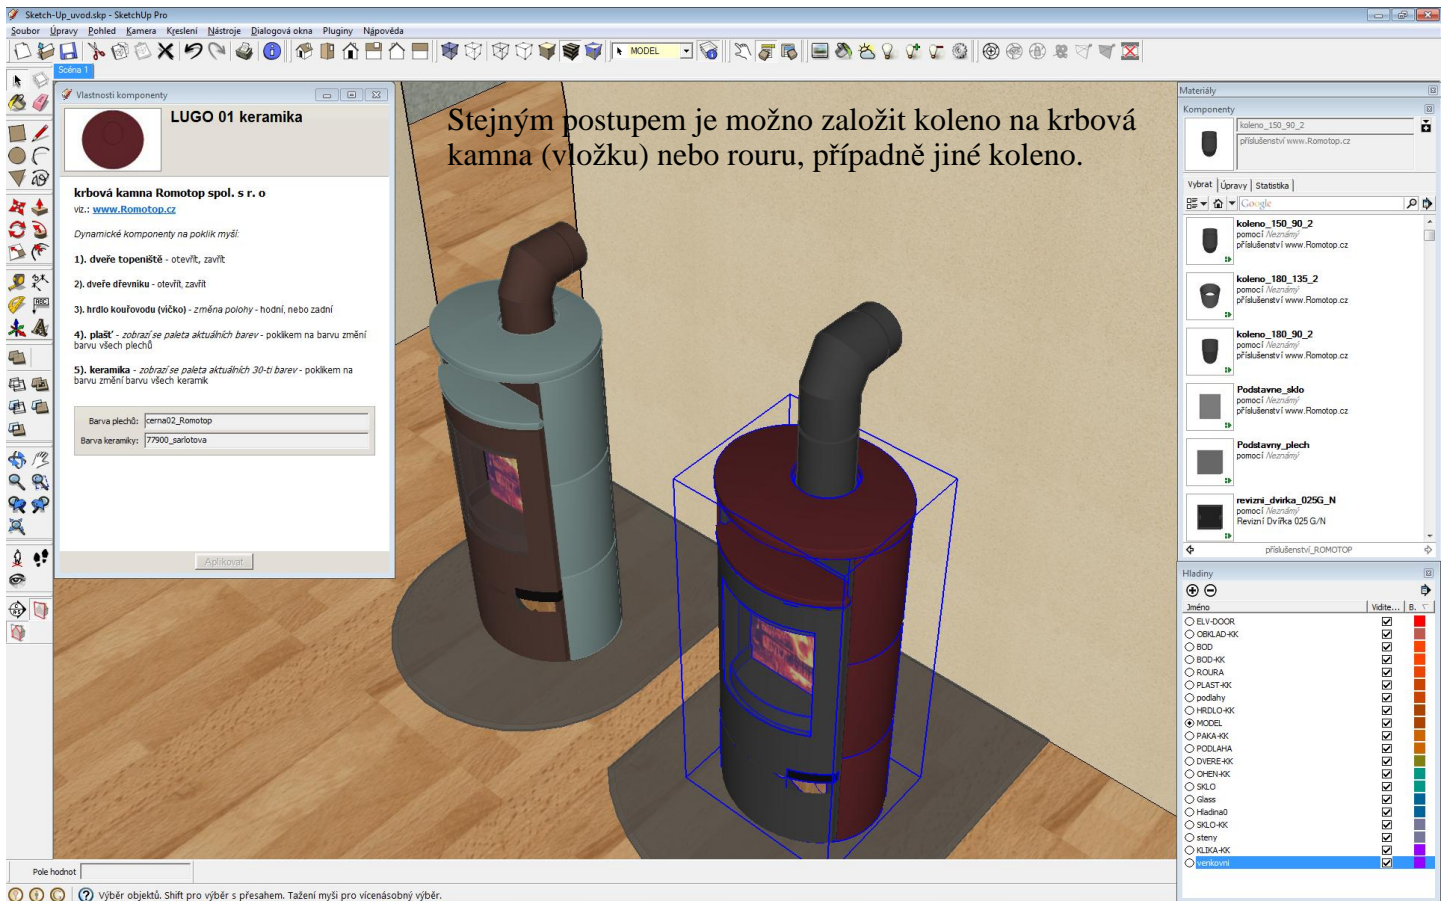 Sketch-Up_uvod.skp - SketchUp Pro
Soubor Úpravy Pohled Kamera Kreslení Nástroje Dialogová okna Pluginy Nápověda
MODEL
Scéna 1
Vlastnosti komponenty
LUGO 01 keramika
krbová kamna Romotop spol. s r. o
viz.: www.Romotop.cz
Dynamické komponenty na poklik myší:
1). dveře topeniště - otevřít, zavřít
2). dveře dřevniku - otevřít, zavřít
3). hrdlo kouřovodu (víčko) - změna polohy - hodní, nebo zadní
4). plašť - zobrazí se paleta aktuálních barev - poklikem na barvu změní
barvu všech plechů
5). keramika - zobrazí se paleta aktuálních 30-ti barev - poklikem na
barvu změní barvu všech keramik
Barva plechů: cerna02_Romotop
Barva keramiky: 77900_sarlotova
Aplikovat
Stejným postupem je možno založit koleno na krbová
kamna (vložku) nebo rouru, případně jiné koleno.
Materiály
Komponenty
koleno_150_90_2
příslušenství www.Romotop.cz
Vybrat Úpravy Statistika
Google
koleno_150_90_2
pomocí Neznámý
příslušenství www.Romotop.cz
koleno_180_135_2
pomocí Neznámý
příslušenství www.Romotop.cz
koleno_180_90_2
pomocí Neznámý
příslušenství www.Romotop.cz
Podstavne_sklo
pomocí Neznámý
příslušenství www.Romotop.cz
Podstavny_plech
pomocí Neznámý
revizni_dvirka_025G_N
pomocí Neznámý
Revizní Dvířka 025 G/N
příslušenství_ROMOTOP
Hladiny
Jméno Vidite... B.
ELV-DOOR
OBKLAD-KK
BOD
BOD-KK
ROURA
PLAST-KK
podlahy
HRDLO-KK
MODEL
PAKA-KK
PODLAHA
DVERE-KK
OHEN-KK
SKLO
Glass
Hladina0
SKLO-KK
steny
KLIKA-KK
venkovni
Pole hodnot
Výběr objektů. Shift pro výběr s přesahem. Tažení myši pro vícenásobný výběr.